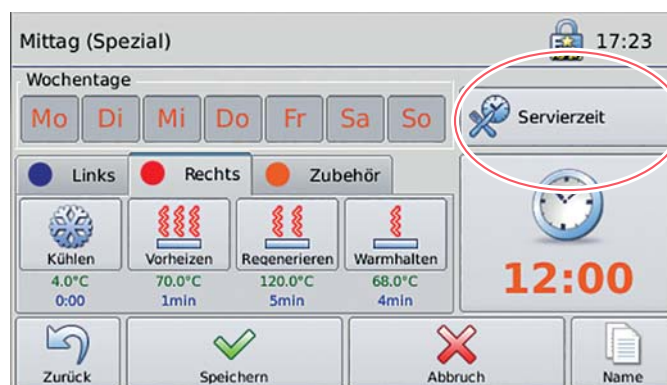 Mittag (Spezial) 17:23
Wochentage
Mo Di Mi Do Fr Sa So
Servierzeit
Links Rechts Zubehör
Kühlen Vorheizen Regenerieren Warmhalten
4.0°C 70.0°C 120.0°C 68.0°C
0:00 1min 5min 4min
12:00
Zurück Speichern Abbruch Name